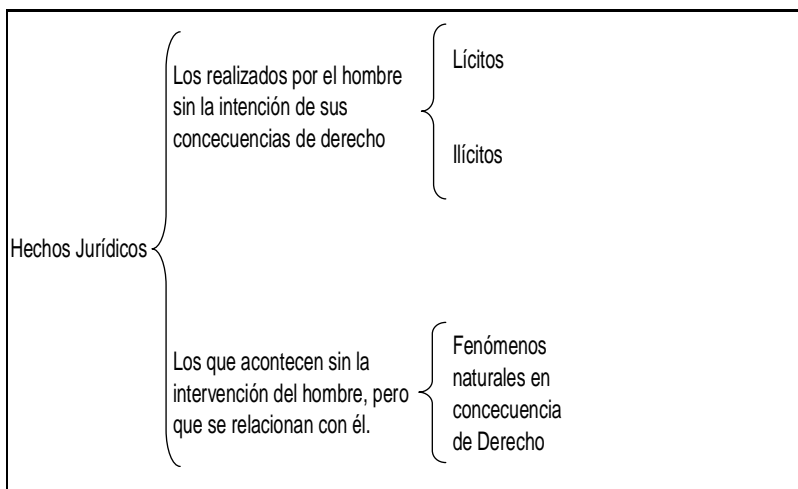 Hechos Jurídicos
Los realizados por el hombre
sin la intención de sus
concecuencias de derecho
Lícitos
Ilícitos
Los que acontecen sin la
intervención del hombre, pero
que se relacionan con él.
Fenómenos
naturales en
concecuencia
de Derecho